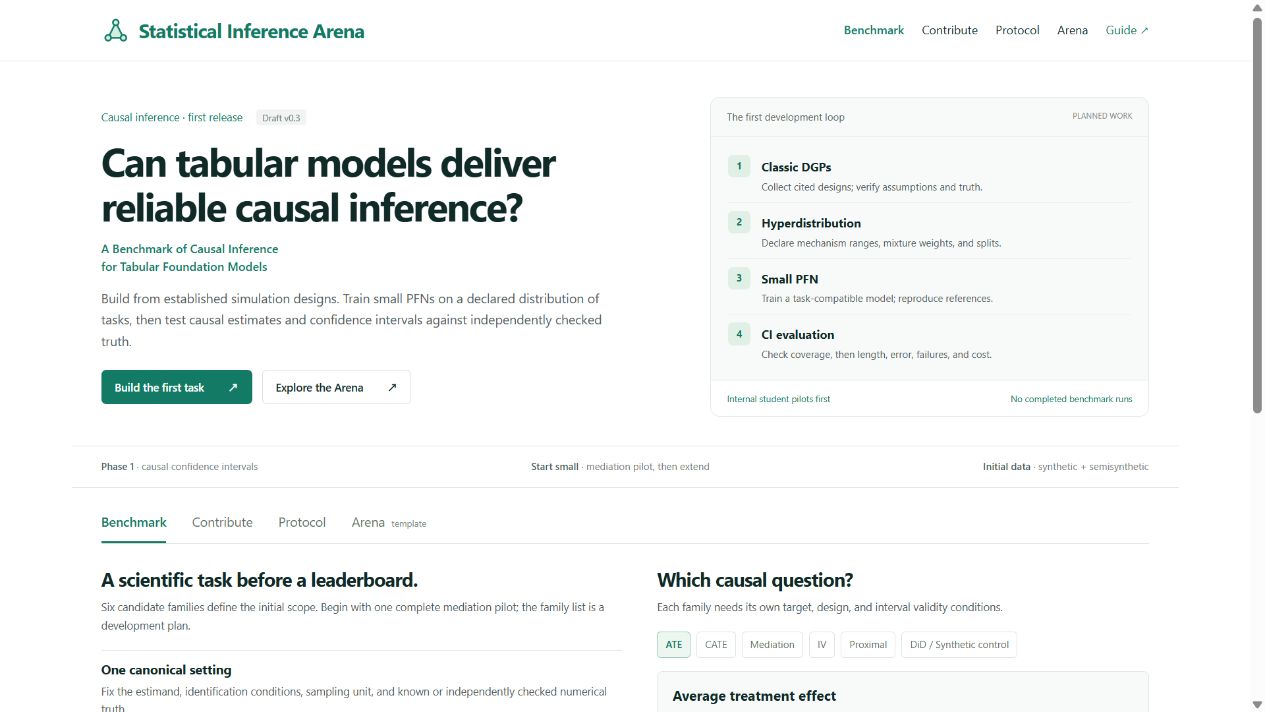 Statistical Inference Arena
Benchmark Contribute Protocol Arena Guide ↗
Causal inference · first release Draft v0.3
Can tabular models deliver
reliable causal inference?
A Benchmark of Causal Inference
for Tabular Foundation Models
Build from established simulation designs. Train small PFNs on a declared distribution of
tasks, then test causal estimates and confidence intervals against independently checked
truth.
Build the first task ↗ Explore the Arena ↗
The first development loop PLANNED WORK
1 Classic DGPs
Collect cited designs; verify assumptions and truth.
2 Hyperdistribution
Declare mechanism ranges, mixture weights, and splits.
3 Small PFN
Train a task-compatible model; reproduce references.
4 CI evaluation
Check coverage, then length, error, failures, and cost.
Internal student pilots first No completed benchmark runs
Phase 1 · causal confidence intervals Start small · mediation pilot, then extend Initial data · synthetic + semisynthetic
Benchmark Contribute Protocol Arena template
A scientific task before a leaderboard.
Six candidate families define the initial scope. Begin with one complete mediation pilot; the family list is a
development plan.
One canonical setting
Fix the estimand, identification conditions, sampling unit, and known or independently checked numerical
truth.
Which causal question?
Each family needs its own target, design, and interval validity conditions.
ATE CATE Mediation IV Proximal DiD / Synthetic control
Average treatment effect